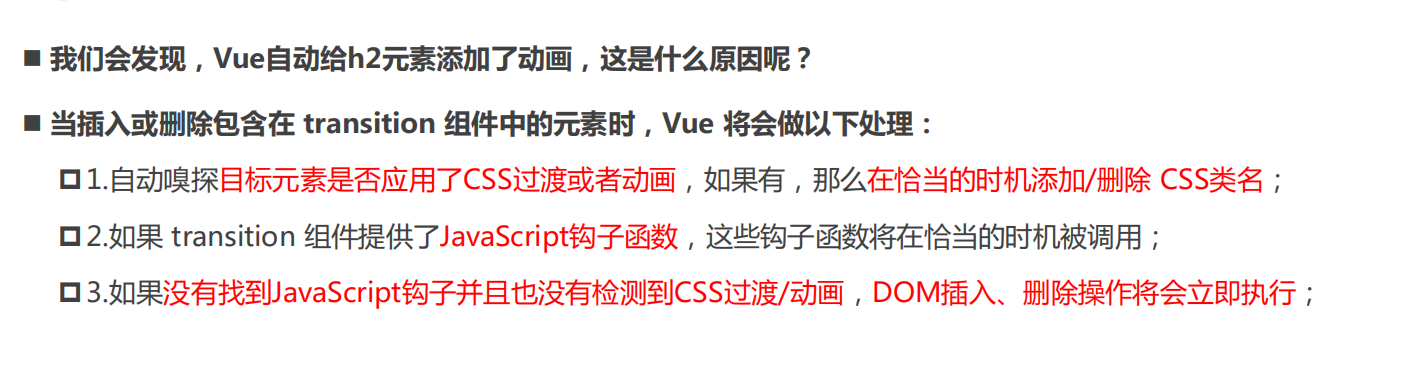 我们会发现，Vue自动给h2元素添加了动画，这是什么原因呢？
当插入或删除包含在 transition 组件中的元素时，Vue 将会做以下处理：
1.自动嗅探目标元素是否应用了CSS过渡或者动画，如果有，那么在恰当的时机添加/删除 CSS类名；
2.如果 transition 组件提供了JavaScript钩子函数，这些钩子函数将在恰当的时机被调用；
3.如果没有找到JavaScript钩子并且也没有检测到CSS过渡/动画，DOM插入、删除操作将会立即执行；